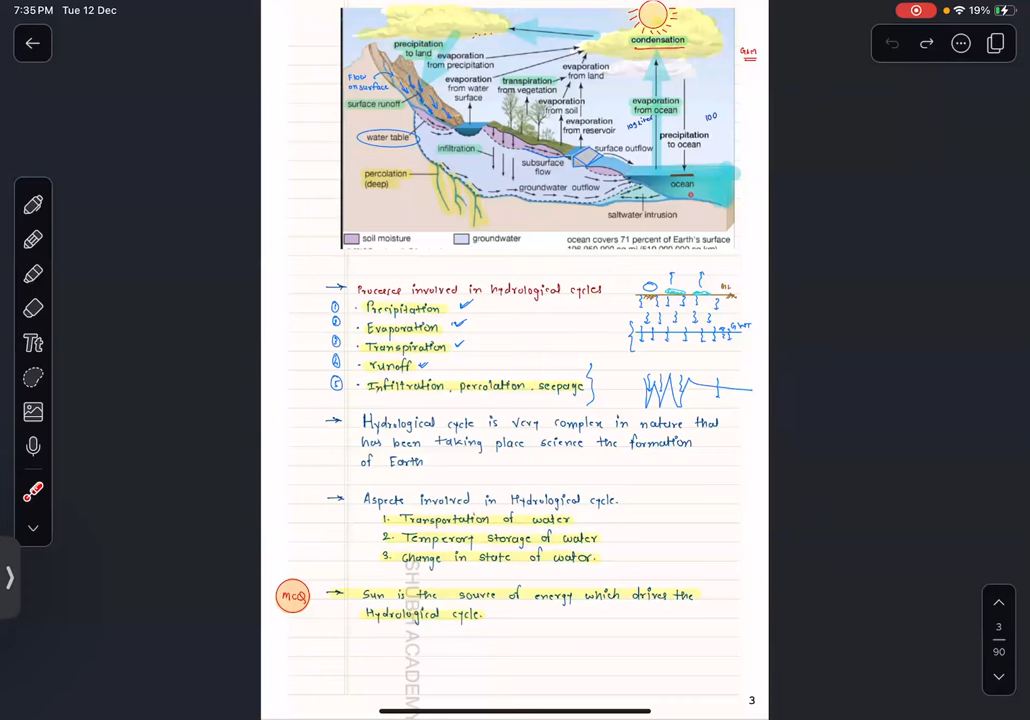 7:35 PM Tue 12 Dec
19%
condensation
precipitation
to land
evaporation
from precipitation
evaporation
from land
Flow
on surface
evaporation
from water
surface
transpiration
from vegetation
evaporation
from soil
surface runoff
evaporation
from ocean
evaporation
from reservoir
100
water table
precipitation
to ocean
infiltration
surface outflow
subsurface
flow
percolation
(deep)
groundwater outflow
ocean
saltwater intrusion
soil moisture
groundwater
ocean covers 71 percent of Earth's surface
→ Processes involved in hydrological cycles
① · Precipitation ✓
② · Evaporation ✓
③ · Transpiration ✓
④ · runoff ✓
⑤ · Infiltration, percolation, seepage
→ Hydrological cycle is very complex in nature that
has been taking place science the formation
of Earth
→ Aspects involved in Hydrological cycle.
1. Transportation of water
2. Temperory storage of water
3. Change in state of water.
MCQ
→ Sun is the source of energy which drives the
Hydrological cycle.
SHUBT ACADEM
3
3
90
Tt